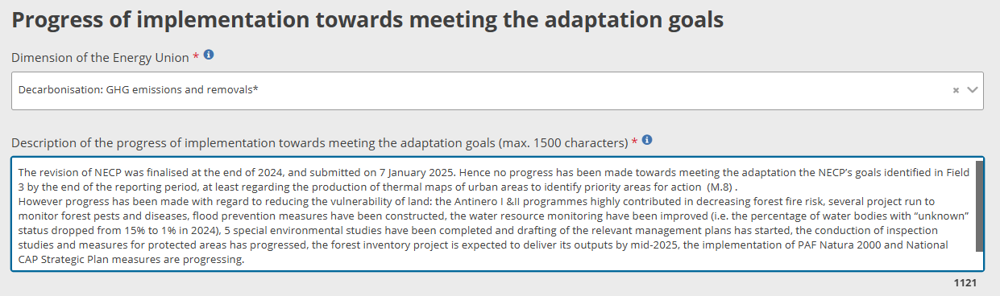 Progress of implementation towards meeting the adaptation goals
Dimension of the Energy Union *
Decarbonisation: GHG emissions and removals*
Description of the progress of implementation towards meeting the adaptation goals (max. 1500 characters) *
The revision of NECP was finalised at the end of 2024, and submitted on 7 January 2025. Hence no progress has been made towards meeting the adaptation the NECP’s goals identified in Field
3 by the end of the reporting period, at least regarding the production of thermal maps of urban areas to identify priority areas for action  (M.8) .
However progress has been made with regard to reducing the vulnerability of land: the Antinero I &II programmes highly contributed in decreasing forest fire risk, several project run to
monitor forest pests and diseases, flood prevention measures have been constructed, the water resource monitoring have been improved (i.e. the percentage of water bodies with “unknown”
status dropped from 15% to 1% in 2024), 5 special environmental studies have been completed and drafting of the relevant management plans has started, the conduction of inspection
studies and measures for protected areas has progressed, the forest inventory project is expected to deliver its outputs by mid-2025, the implementation of PAF Natura 2000 and National
CAP Strategic Plan measures are progressing.
1121